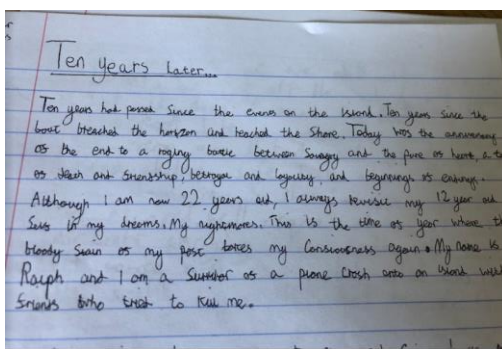 Ten years Later...
Ten years had passed since the events on the island. Ten years since the
boat breached the horizon and reached the shore. Today was the anniversary
of the end to a raging battle between Savagry and the pure of heart, a
of death and friendship, betrayal and loyalty, and beginnings of endings.
Although I am now 22 years old, I always revisit my 12 year old
self in my dreams. My nightmares. This is the time of year where
bloody stain of my past takes my consciousness again. My name is
Ralph and I am a survivor of a plane crash onto an island with
friends who tried to kill me.